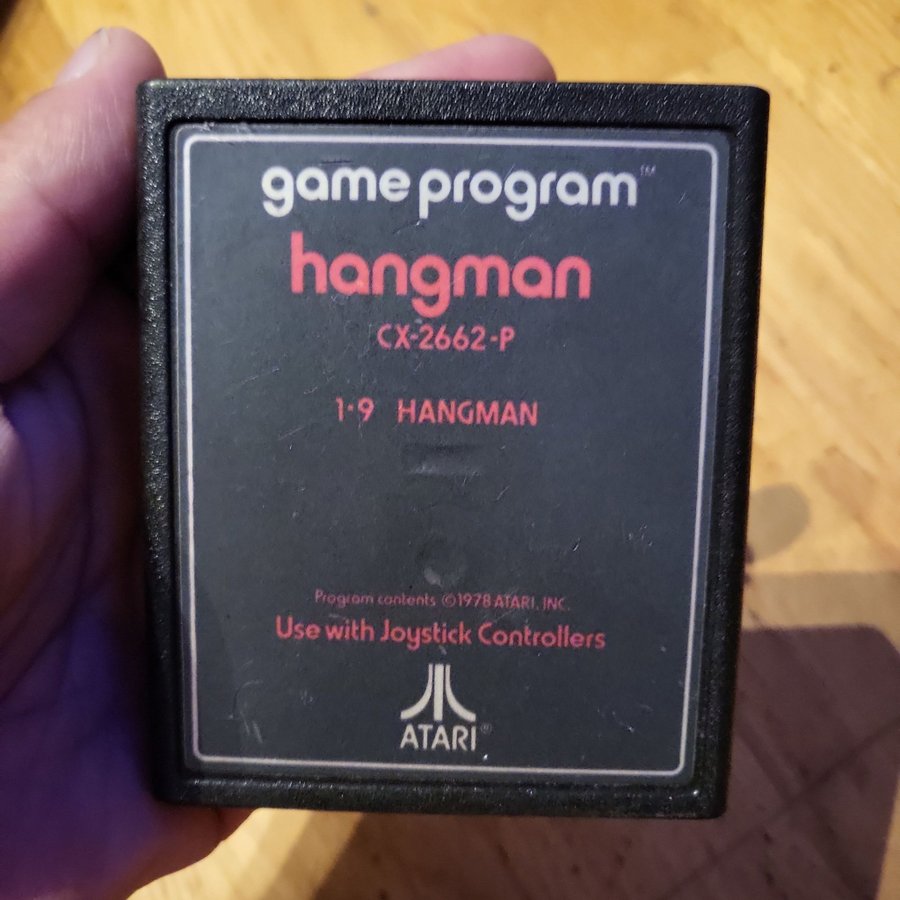 game program™
hangman
CX-2662-P
1-9 HANGMAN
Program contents ©1978 ATARI, INC.
Use with Joystick Controllers
ATARI®